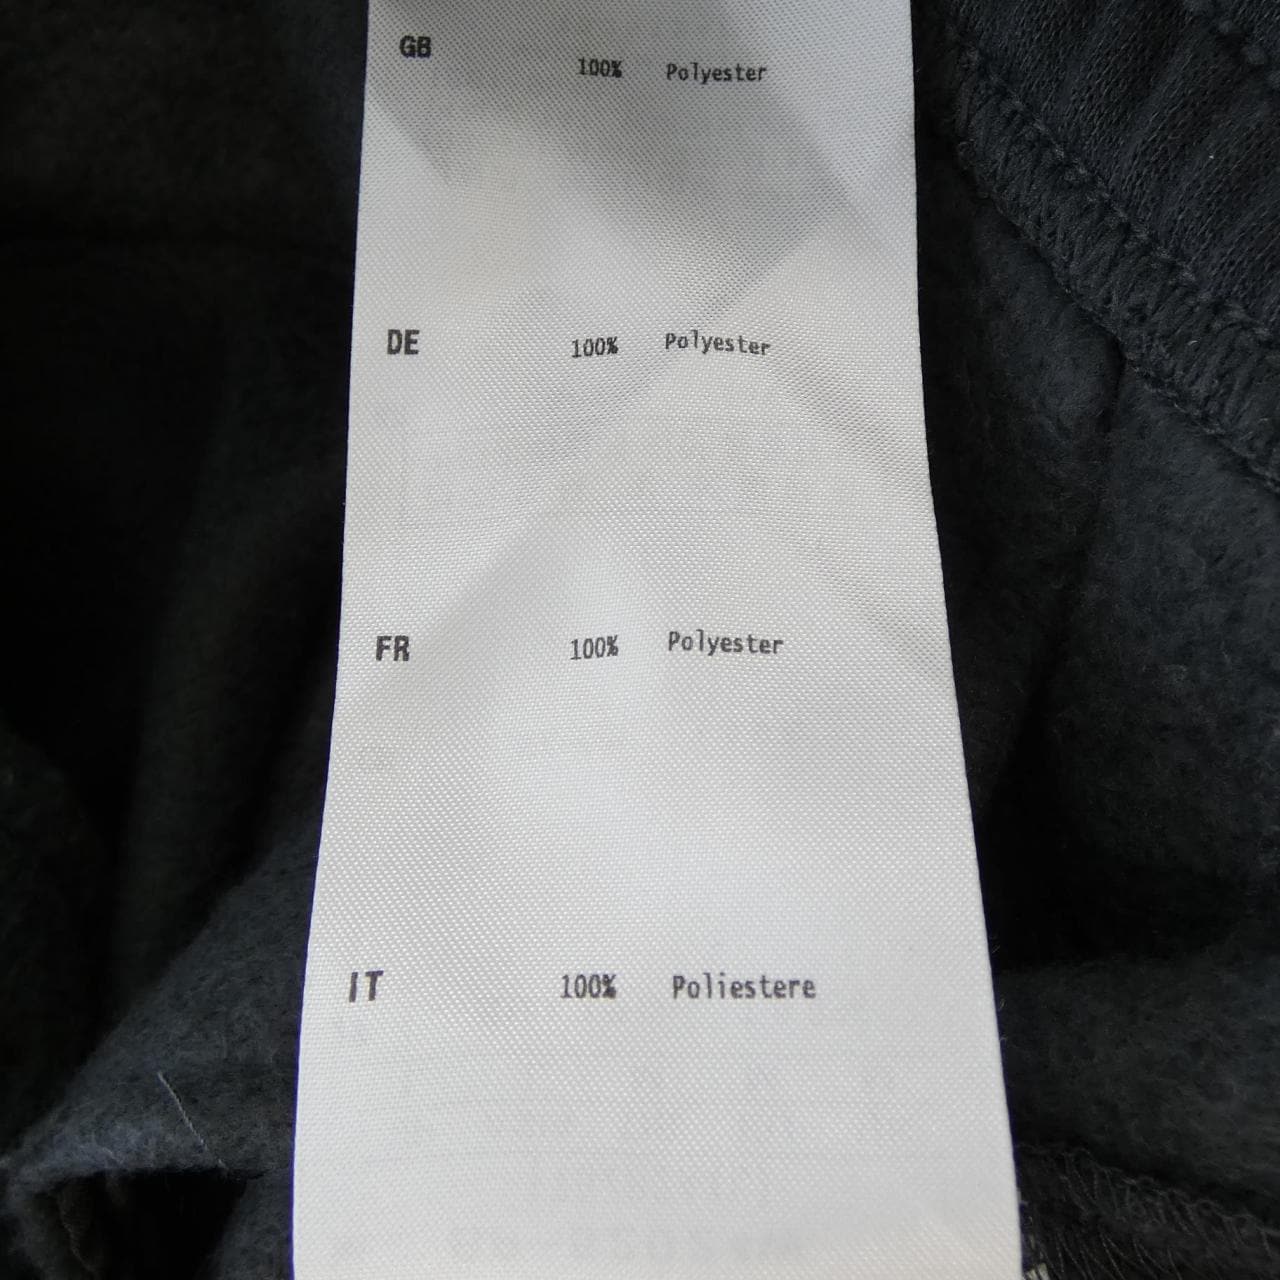 GB 100% Polyester
DE 100% Polyester
FR 100% Polyester
IT 100% Poliestere